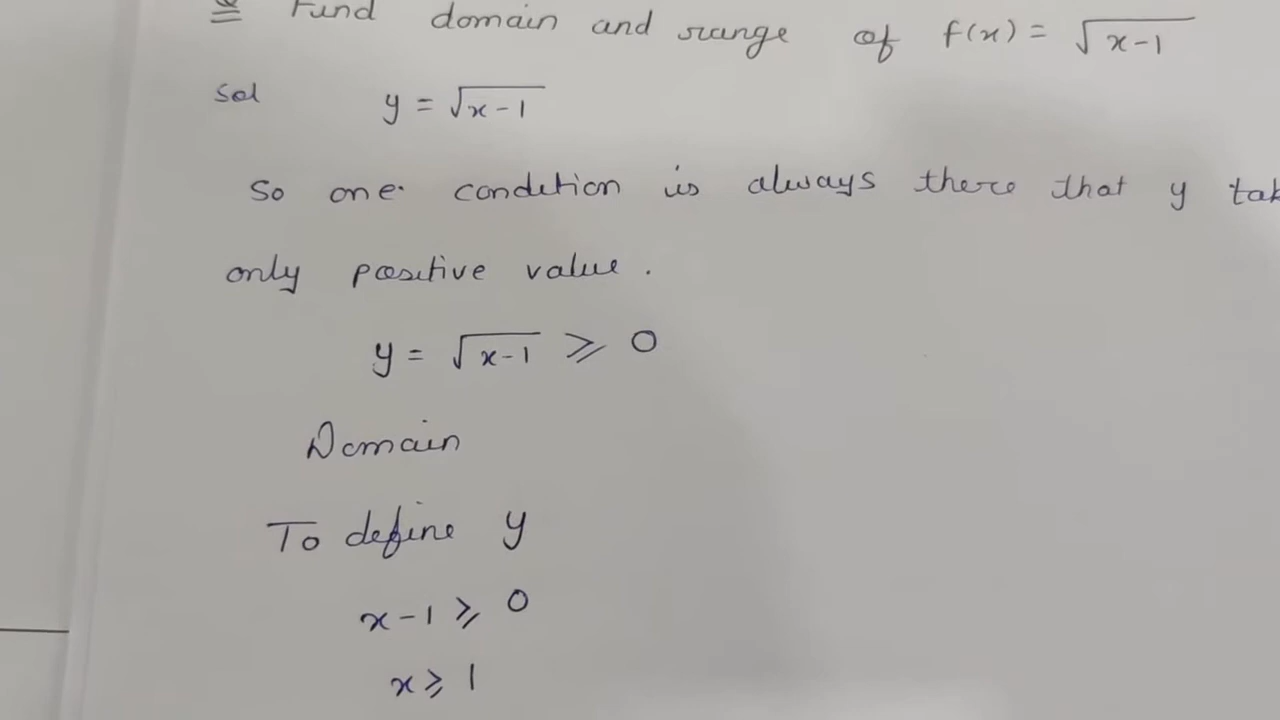 Find domain and range of f(x) = √x-1
Sol y = √x-1
So one condition is always there that y
only positive value.
y = √x-1 ≥ 0
Domain
To define y
x-1 ≥ 0
x ≥ 1